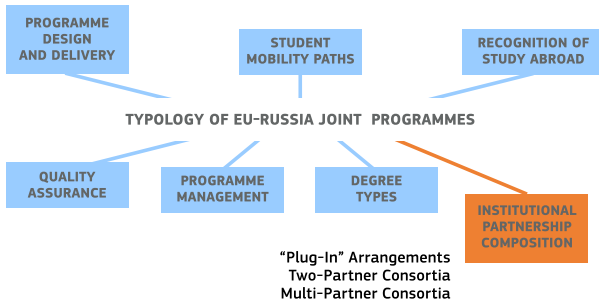 PROGRAMME
DESIGN
AND DELIVERY
STUDENT
MOBILITY PATHS
RECOGNITION OF
STUDY ABROAD
TYPOLOGY OF EU-RUSSIA JOINT PROGRAMMES
QUALITY
ASSURANCE
PROGRAMME
MANAGEMENT
DEGREE
TYPES
INSTITUTIONAL
PARTNERSHIP
COMPOSITION
“Plug-In” Arrangements
Two-Partner Consortia
Multi-Partner Consortia